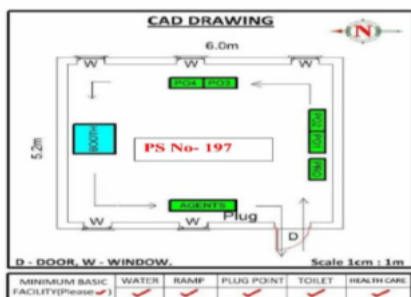 CAD DRAWING
6.0m
N
W W W
PO4 PO3
5.2m
BOOTH
PO2 PO1
PRO
PS No- 197
AGENTS
Plug
W W
D
D - DOOR, W - WINDOW.
Scale 1cm : 1m
MINIMUM BASIC FACILITY(Please ✓) WATER RAMP PLUG POINT TOILET HEALTH CARE
✓ ✓ ✓ ✓ ✓